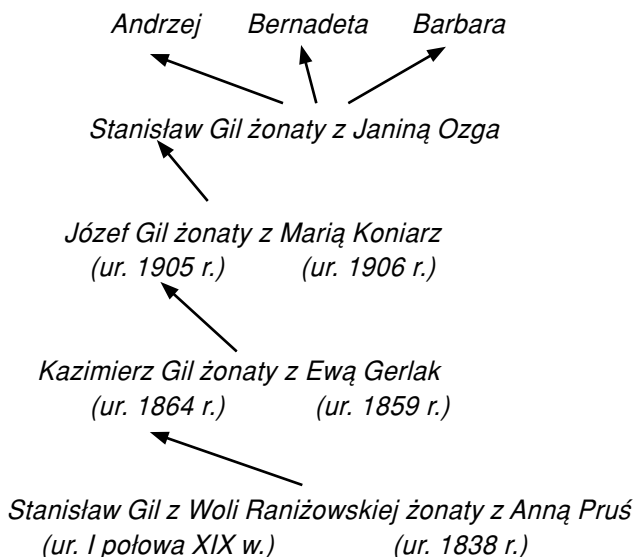 Andrzej Bernadeta Barbara
Stanisław Gil żonaty z Janiną Ozga
Józef Gil żonaty z Marią Koniarz
(ur. 1905 r.) (ur. 1906 r.)
Kazimierz Gil żonaty z Ewą Gerlak
(ur. 1864 r.) (ur. 1859 r.)
Stanisław Gil z Woli Raniżowskiej żonaty z Anną Pruś
(ur. I połowa XIX w.) (ur. 1838 r.)